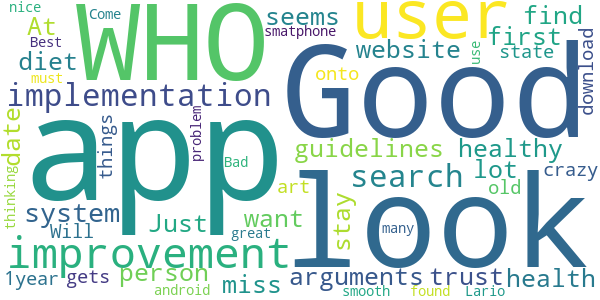 nice
Come
WHO
user
At
seems
find
Best
smatphone
first
diet
website
use
state
must
Good
download
implementation
onto
date
things
app
problem
guidelines
healthy
Bad
crazy
thinking
search
lot
art
old
system
Just
want
stay
look
Will
great
many
improvement
person
miss
arguments
trust
health
1year
gets
android
smooth
found
Lario